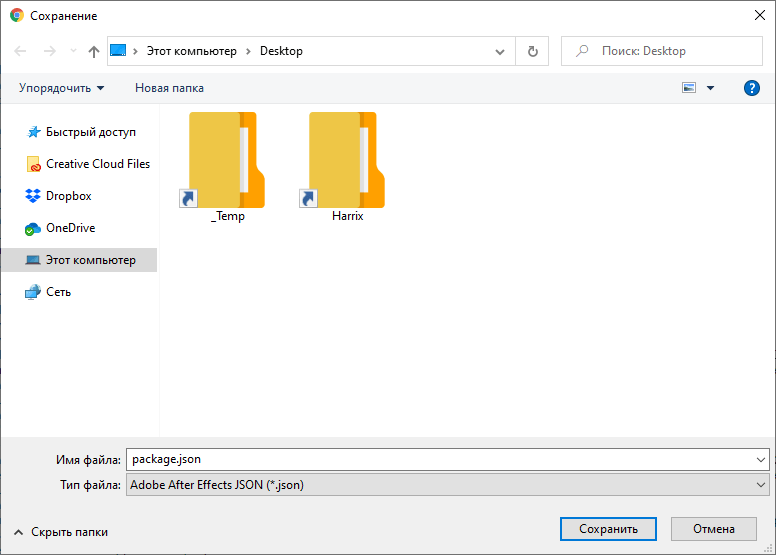 Сохранение
Этот компьютер
Desktop
Поиск: Desktop
Упорядочить
Новая папка
?
Быстрый доступ
Creative Cloud Files
Dropbox
OneDrive
Этот компьютер
Сеть
_Temp
Harrix
Имя файла: package.json
Тип файла: Adobe After Effects JSON (*.json)
Скрыть папки
Сохранить
Отмена